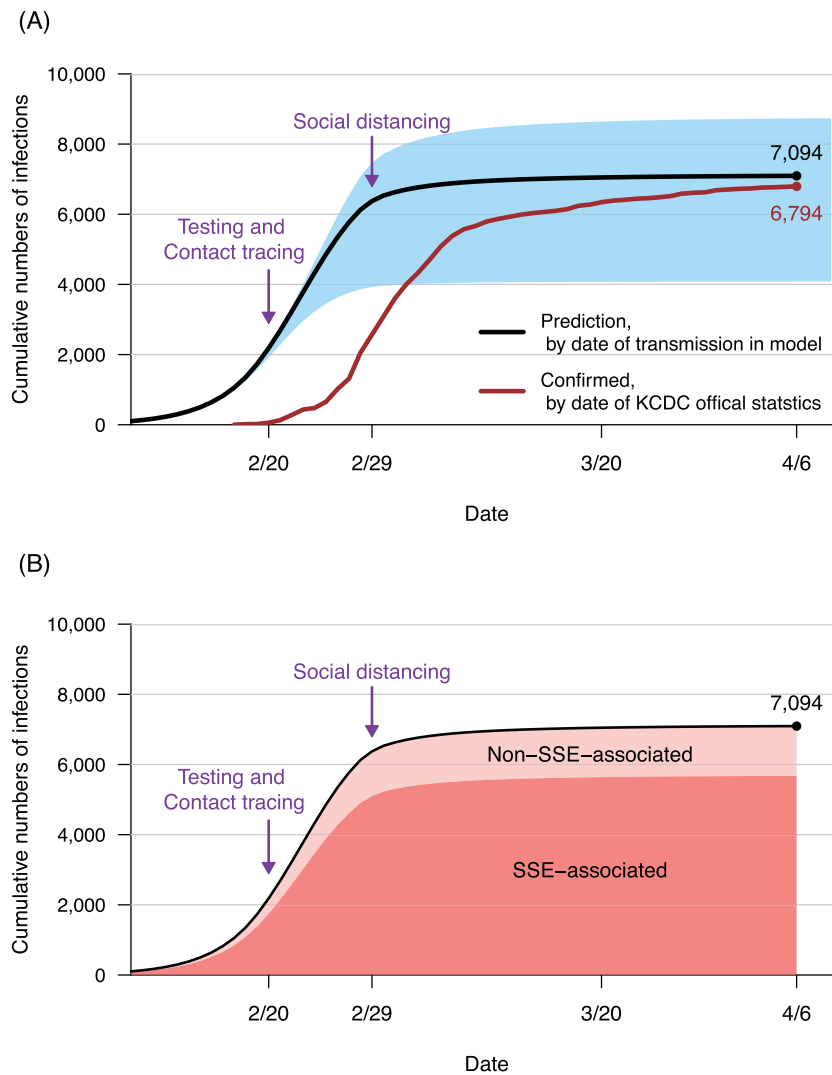 (A)
Cumulative numbers of infections
10,000
8,000
6,000
4,000
2,000
0
Social distancing
Testing and
Contact tracing
7,094
6,794
Prediction,
by date of transmission in model
Confirmed,
by date of KCDC offical statstics
2/20
2/29
3/20
4/6
Date
(B)
Cumulative numbers of infections
10,000
8,000
6,000
4,000
2,000
0
Social distancing
Testing and
Contact tracing
7,094
Non−SSE−associated
SSE−associated
2/20
2/29
3/20
4/6
Date